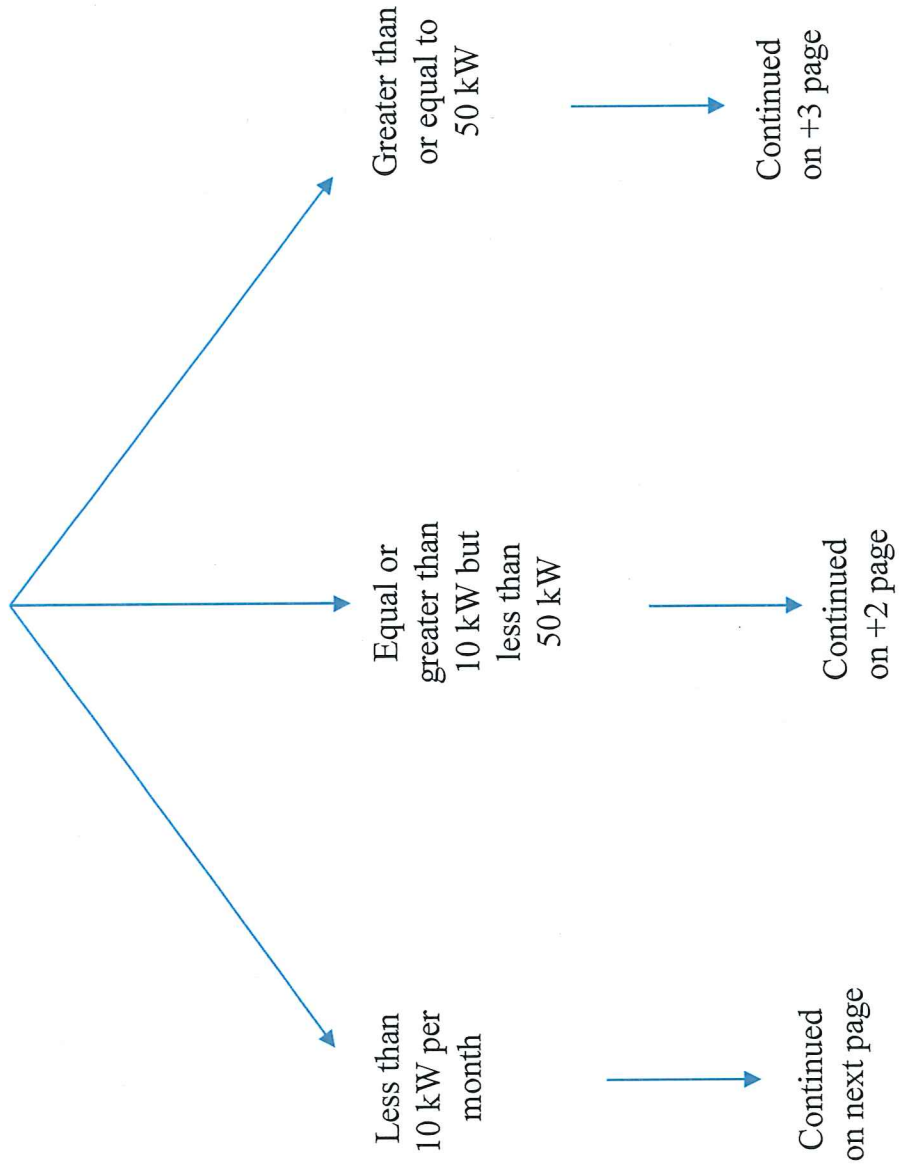 Less than
10 kW per
month
Continued
on next page
Equal or
greater than
10 kW but
less than
50 kW
Continued
on +2 page
Greater than
or equal to
50 kW
Continued
on +3 page